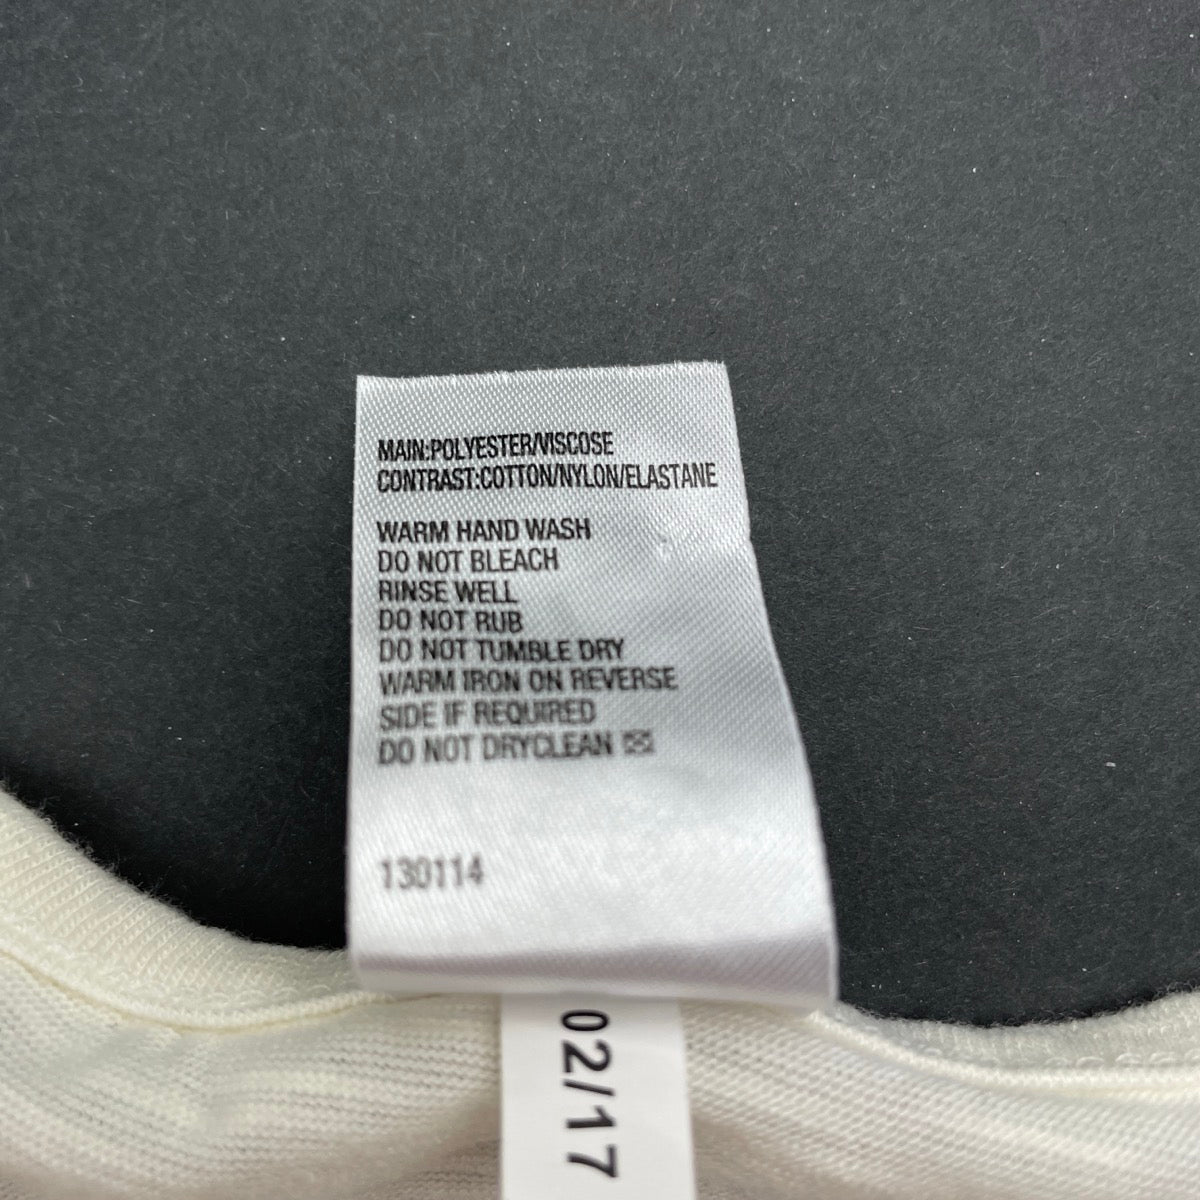 MAIN:POLYESTER/VISCOSE
CONTRAST:COTTON/NYLON/ELASTANE
WARM HAND WASH
DO NOT BLEACH
RINSE WELL
DO NOT RUB
DO NOT TUMBLE DRY
WARM IRON ON REVERSE
SIDE IF REQUIRED
DO NOT DRYCLEAN
130114
02/17